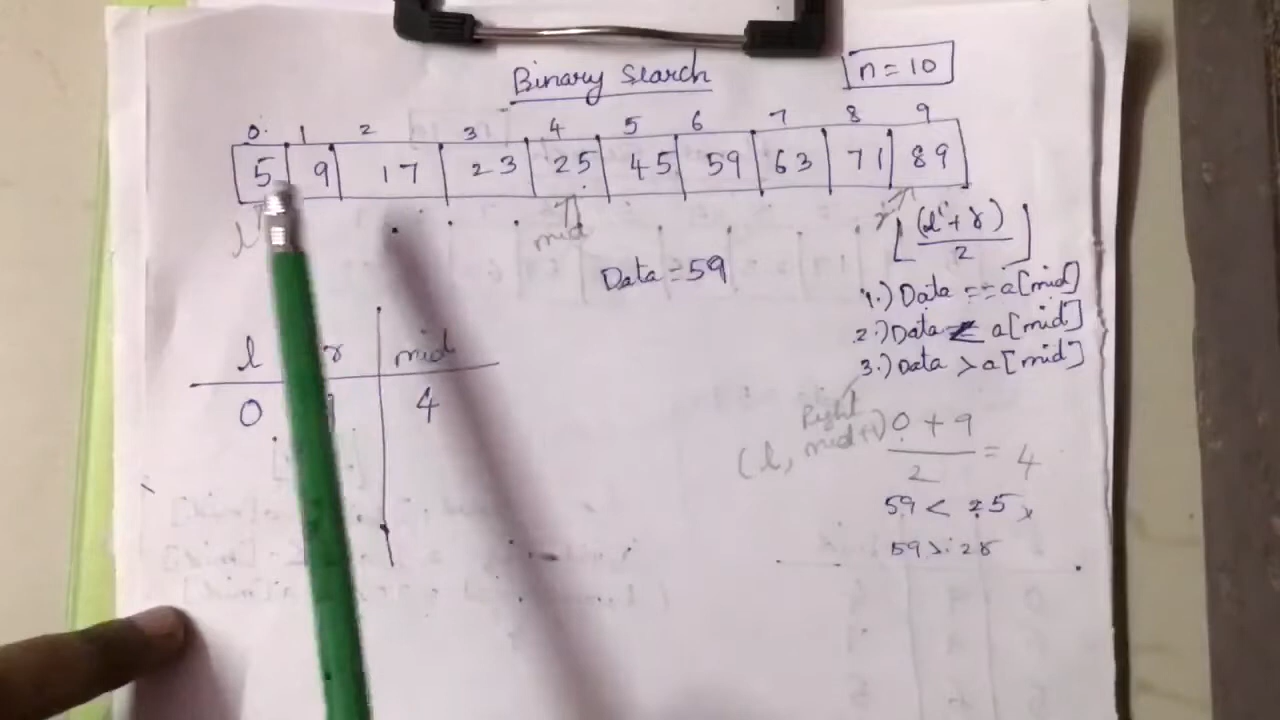 Binary Search
n = 10
0 1 2 3 4 5 6 7 8 9
5 9 17 23 25 45 59 63 71 89
l mid r
⌊(l + r)/2⌋
Data = 59
1.) Data == a[mid]
2.) Data < a[mid]
3.) Data > a[mid]
l r mid
0 4
Right
(l, mid+1)
0 + 9
2
= 4
59 < 25 x
59 > 25